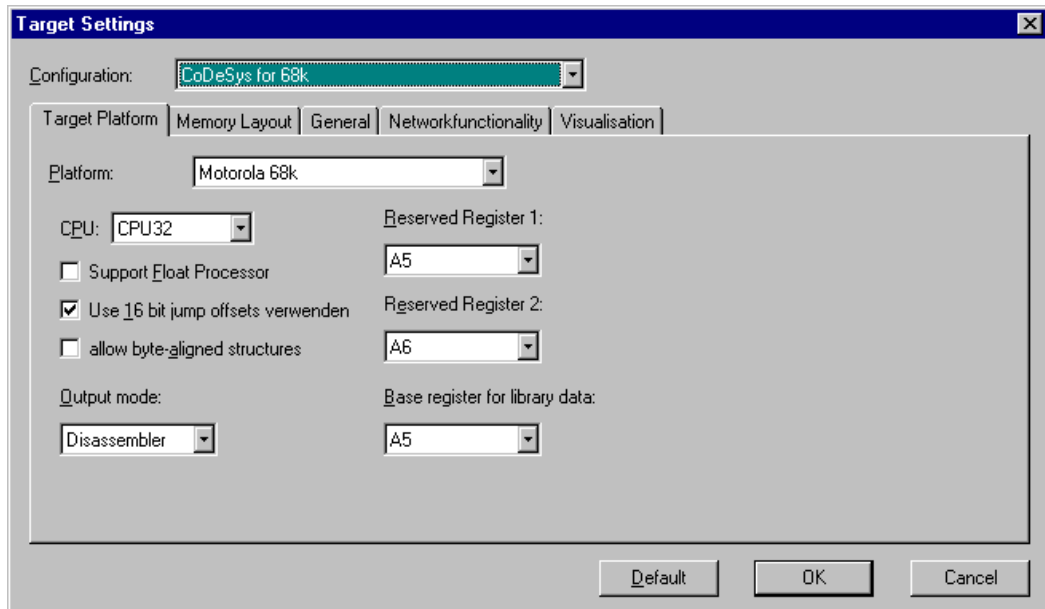 Target Settings
Configuration: CoDeSys for 68k
Target Platform Memory Layout General Networkfunctionality Visualisation
Platform: Motorola 68k
CPU: CPU32
Reserved Register 1:
A5
Support Float Processor
Use 16 bit jump offsets verwenden
Reserved Register 2:
A6
allow byte-aligned structures
Output mode:
Base register for library data:
Disassembler
A5
Default OK Cancel